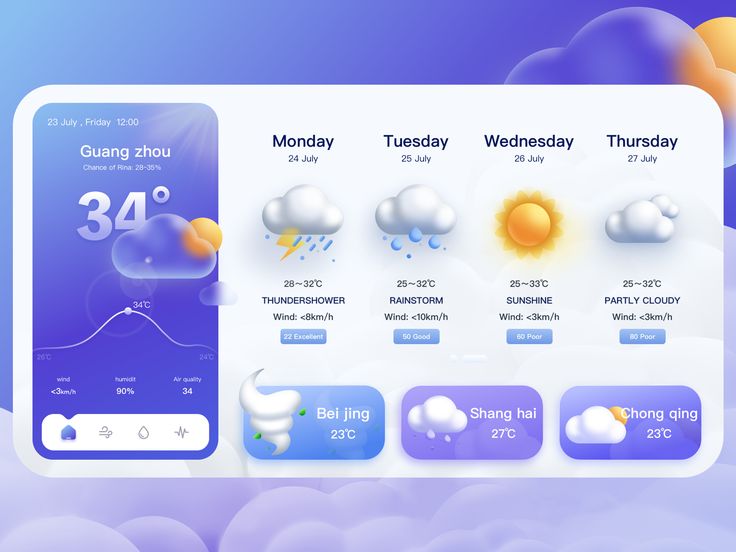 23 July , Friday 12:00
Guang zhou
Chance of Rina: 28-35%
34°
34℃
26℃
24℃
wind
<3km/h
humidit
90%
Air quality
34
Monday
24 July
28～32℃
THUNDERSHOWER
Wind: <8km/h
22 Excellent
Tuesday
25 July
25～32℃
RAINSTORM
Wind: <10km/h
50 Good
Wednesday
26 July
25～33℃
SUNSHINE
Wind: <3km/h
60 Poor
Thursday
27 July
25～32℃
PARTLY CLOUDY
Wind: <3km/h
80 Poor
Bei jing
23℃
Shang hai
27℃
Chong qing
23℃